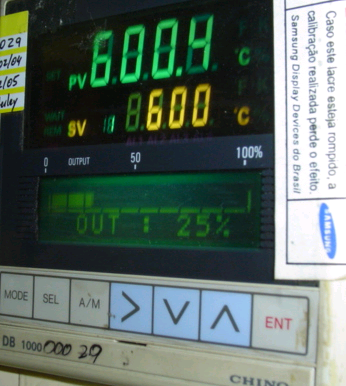 029
02/04
2/05
SET
PV 600.4 °C
SV 600 °C
0 OUTPUT 50 100%
OUT : 25%
MODE SEL A/M > ENT
DB 1000 000 29
CHINO
Caso este lacre esteja rompido, a
calibração realizada perde o efeito.
Samsung Display Devices do Brasil
SAMSUNG